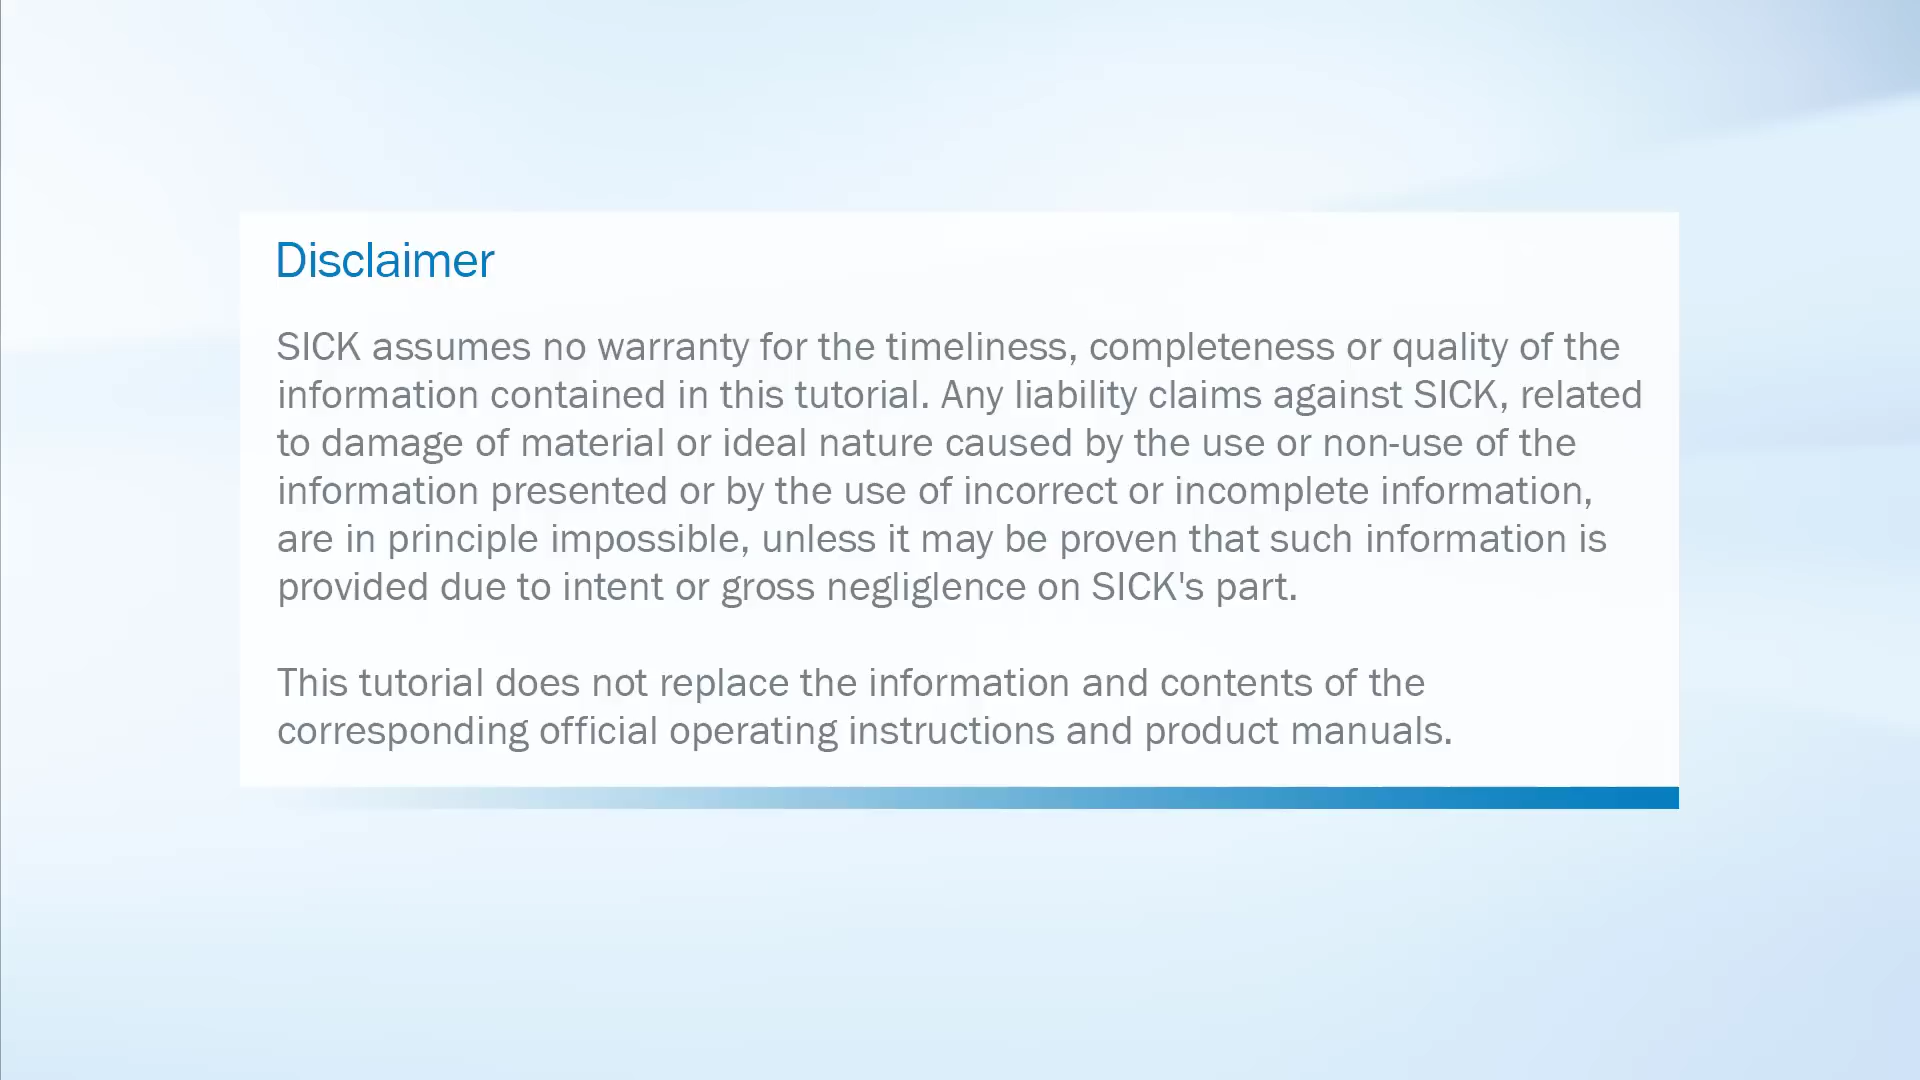 Disclaimer
SICK assumes no warranty for the timeliness, completeness or quality of the
information contained in this tutorial. Any liability claims against SICK, related
to damage of material or ideal nature caused by the use or non-use of the
information presented or by the use of incorrect or incomplete information,
are in principle impossible, unless it may be proven that such information is
provided due to intent or gross negliglence on SICK's part.
This tutorial does not replace the information and contents of the
corresponding official operating instructions and product manuals.